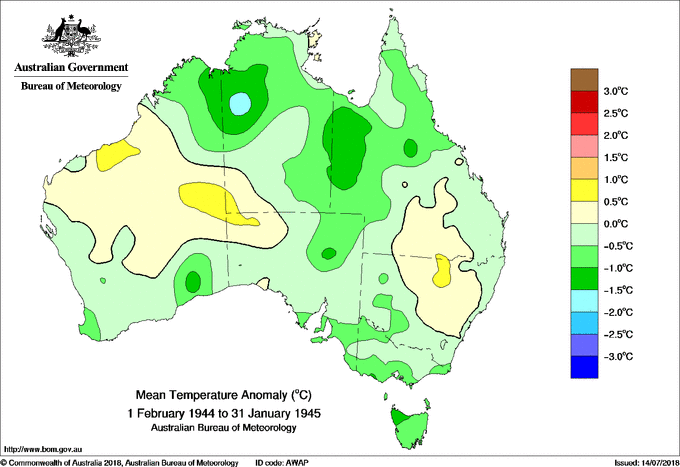 Australian Government
Bureau of Meteorology
3.0°C
2.5°C
2.0°C
1.5°C
1.0°C
0.5°C
0.0°C
−0.5°C
−1.0°C
−1.5°C
−2.0°C
−2.5°C
−3.0°C
Mean Temperature Anomaly (°C)
1 February 1944 to 31 January 1945
Australian Bureau of Meteorology
http://www.bom.gov.au
© Commonwealth of Australia 2018, Australian Bureau of Meteorology ID code: AWAP Issued: 14/07/2018